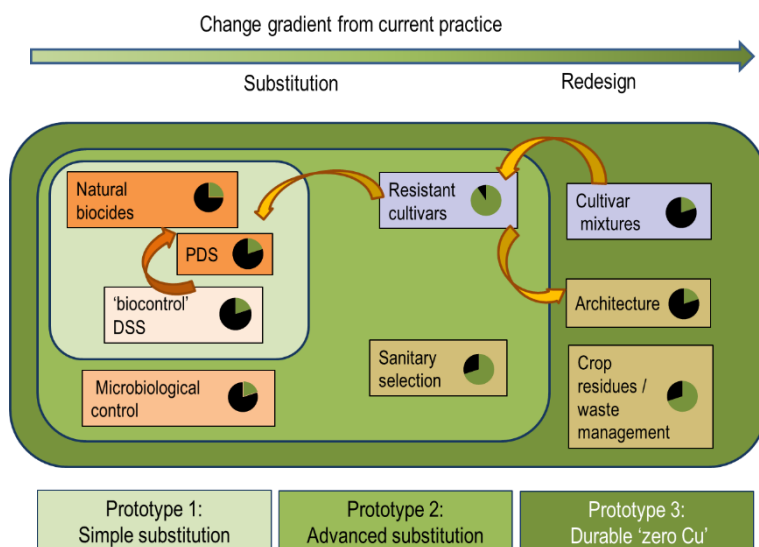 Change gradient from current practice
Substitution
Redesign
Natural
biocides
PDS
'biocontrol'
DSS
Microbiological
control
Resistant
cultivars
Sanitary
selection
Cultivar
mixtures
Architecture
Crop
residues /
waste
management
Prototype 1:
Simple substitution
Prototype 2:
Advanced substitution
Prototype 3:
Durable 'zero Cu'